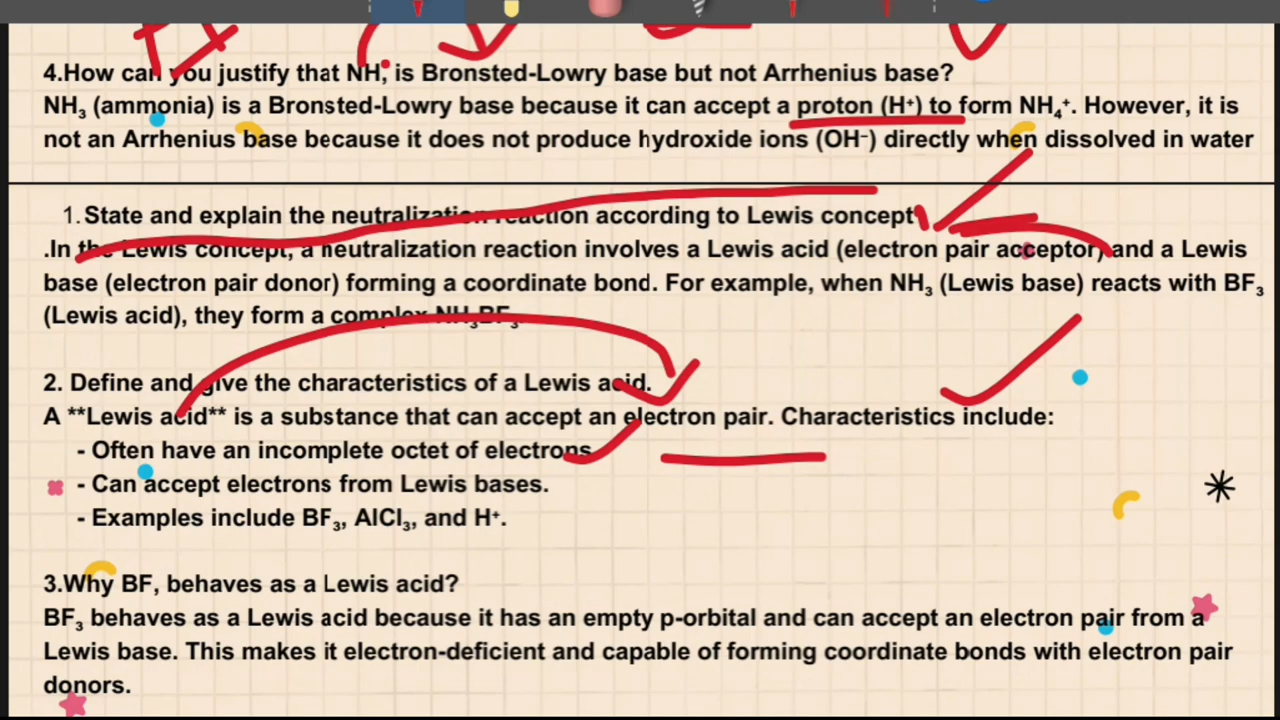 4.How can you justify that NH, is Bronsted-Lowry base but not Arrhenius base?
NH₃ (ammonia) is a Bronsted-Lowry base because it can accept a proton (H⁺) to form NH₄⁺. However, it is
not an Arrhenius base because it does not produce hydroxide ions (OH⁻) directly when dissolved in water
1. State and explain the neutralization reaction according to Lewis concept
.In the Lewis concept, a neutralization reaction involves a Lewis acid (electron pair acceptor) and a Lewis
base (electron pair donor) forming a coordinate bond. For example, when NH₃ (Lewis base) reacts with BF₃
(Lewis acid), they form a complex NH₃BF₃.
2. Define and give the characteristics of a Lewis acid.
A **Lewis acid** is a substance that can accept an electron pair. Characteristics include:
- Often have an incomplete octet of electrons
- Can accept electrons from Lewis bases.
- Examples include BF₃, AlCl₃, and H⁺.
3.Why BF, behaves as a Lewis acid?
BF₃ behaves as a Lewis acid because it has an empty p-orbital and can accept an electron pair from a
Lewis base. This makes it electron-deficient and capable of forming coordinate bonds with electron pair
donors.